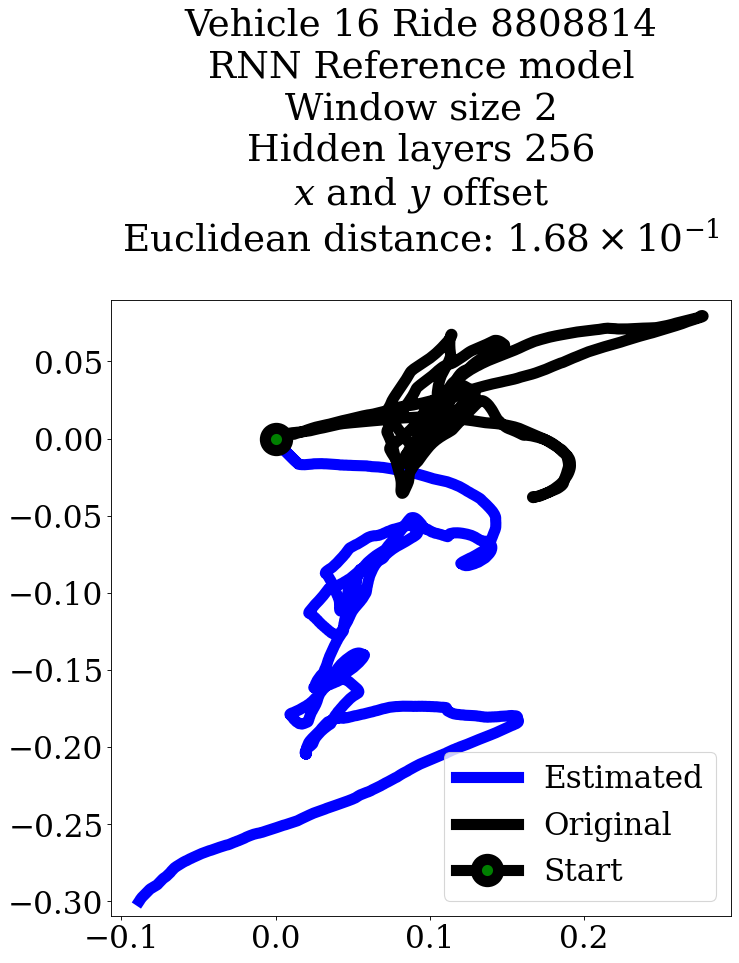 Vehicle 16 Ride 8808814
RNN Reference model
Window size 2
Hidden layers 256
x and y offset
Euclidean distance: 1.68 × 10⁻¹
0.05
0.00
−0.05
−0.10
−0.15
−0.20
−0.25
−0.30
−0.1
0.0
0.1
0.2
Estimated
Original
Start